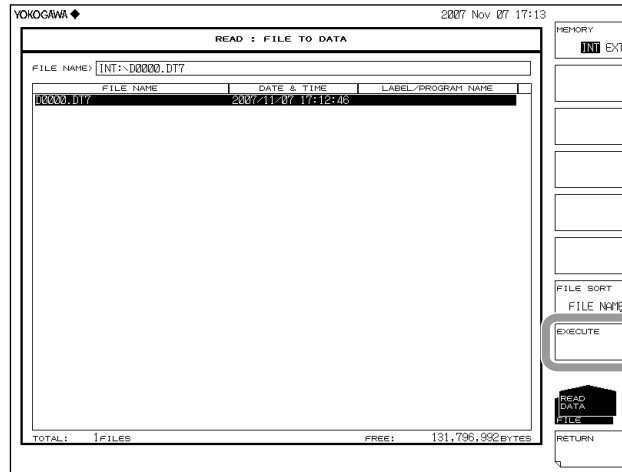 YOKOGAWA ◆ 2007 Nov 07 17:13
READ : FILE TO DATA
FILE NAME> INT:\D0000.DT7
FILE NAME DATE & TIME LABEL/PROGRAM NAME
D0000.DT7 2007/11/07 17:12:46
TOTAL: 1FILES FREE: 131,796,992BYTES
MEMORY
INT EXT
FILE SORT
FILE NAME
EXECUTE
READ
DATA
FILE
RETURN